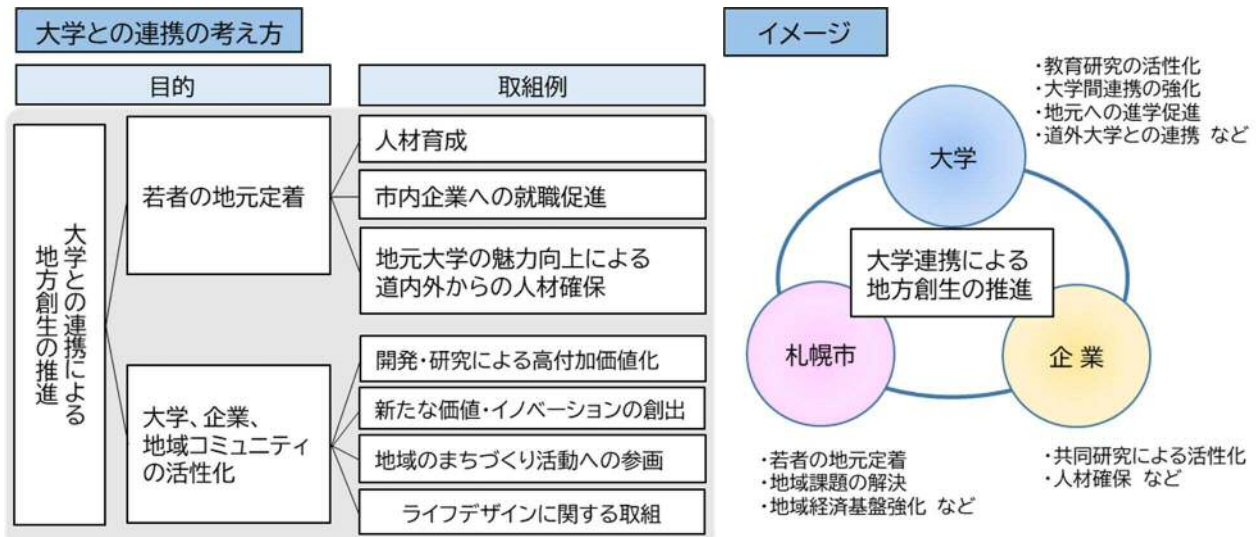 大学との連携の考え方
目的
取組例
大学との連携による
地方創生の推進
若者の地元定着
人材育成
市内企業への就職促進
地元大学の魅力向上による
道内外からの人材確保
大学、企業、
地域コミュニティ
の活性化
開発・研究による高付加価値化
新たな価値・イノベーションの創出
地域のまちづくり活動への参画
ライフデザインに関する取組
イメージ
・教育研究の活性化
・大学間連携の強化
・地元への進学促進
・道外大学との連携 など
大学
大学連携による
地方創生の推進
札幌市
企 業
・若者の地元定着
・地域課題の解決
・地域経済基盤強化 など
・共同研究による活性化
・人材確保 など